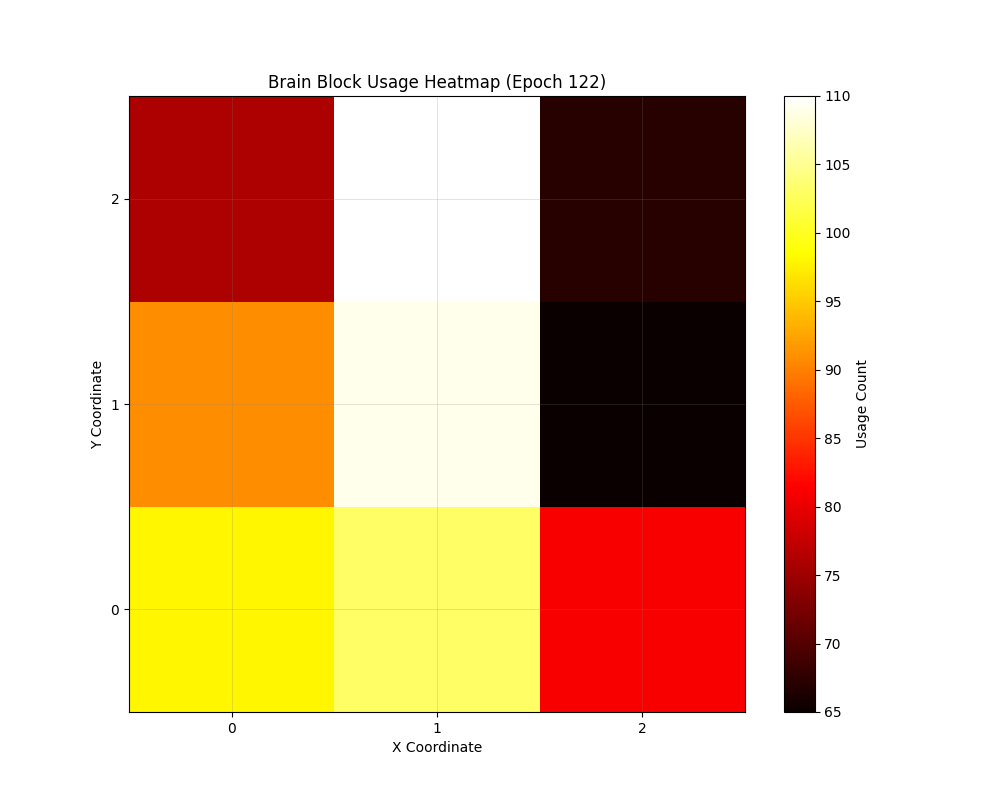 Brain Block Usage Heatmap (Epoch 122)
Y Coordinate
2
1
0
0 1 2
X Coordinate
110
105
100
95
90
85
80
75
70
65
Usage Count